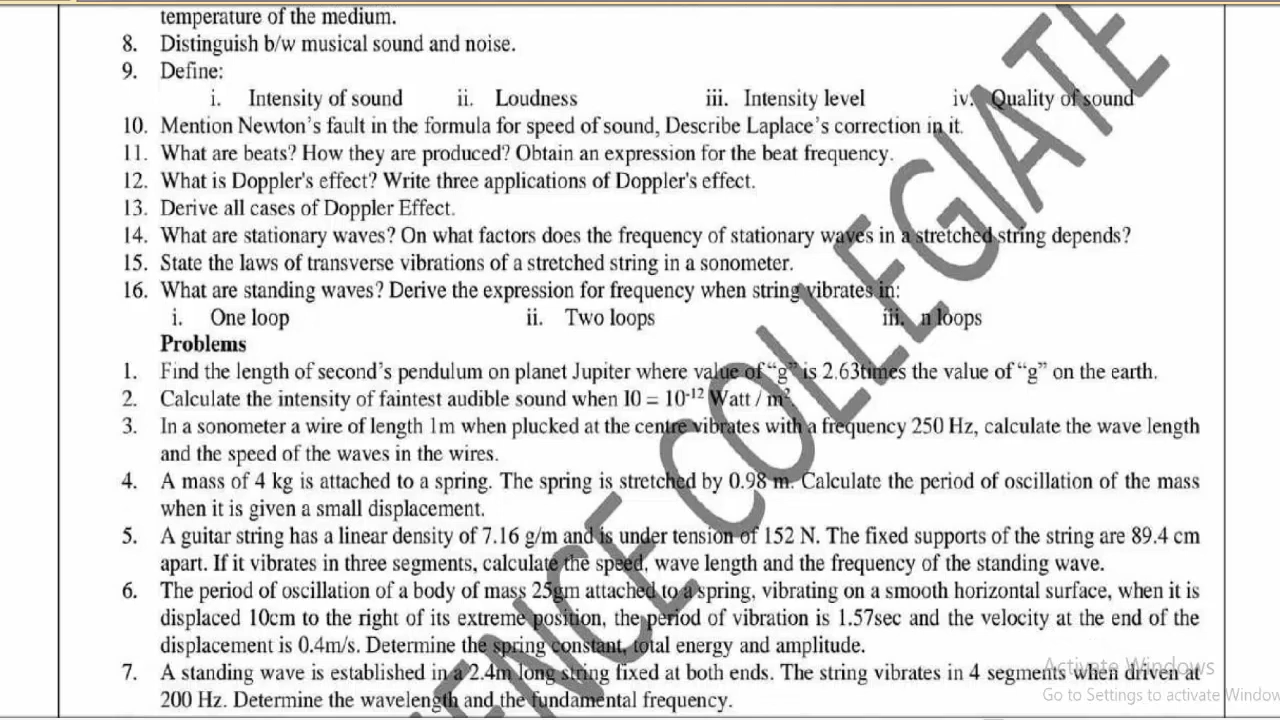 temperature of the medium.
8. Distinguish b/w musical sound and noise.
9. Define:
i. Intensity of sound ii. Loudness iii. Intensity level iv. Quality of sound
10. Mention Newton's fault in the formula for speed of sound, Describe Laplace's correction in it.
11. What are beats? How they are produced? Obtain an expression for the beat frequency.
12. What is Doppler's effect? Write three applications of Doppler's effect.
13. Derive all cases of Doppler Effect.
14. What are stationary waves? On what factors does the frequency of stationary waves in a stretched string depends?
15. State the laws of transverse vibrations of a stretched string in a sonometer.
16. What are standing waves? Derive the expression for frequency when string vibrates in:
i. One loop ii. Two loops iii. n loops
Problems
1. Find the length of second's pendulum on planet Jupiter where value of "g" is 2.63times the value of "g" on the earth.
2. Calculate the intensity of faintest audible sound when I0 = 10⁻¹² Watt / m².
3. In a sonometer a wire of length 1m when plucked at the centre vibrates with a frequency 250 Hz, calculate the wave length
and the speed of the waves in the wires.
4. A mass of 4 kg is attached to a spring. The spring is stretched by 0.98 m. Calculate the period of oscillation of the mass
when it is given a small displacement.
5. A guitar string has a linear density of 7.16 g/m and is under tension of 152 N. The fixed supports of the string are 89.4 cm
apart. If it vibrates in three segments, calculate the speed, wave length and the frequency of the standing wave.
6. The period of oscillation of a body of mass 25gm attached to a spring, vibrating on a smooth horizontal surface, when it is
displaced 10cm to the right of its extreme position, the period of vibration is 1.57sec and the velocity at the end of the
displacement is 0.4m/s. Determine the spring constant, total energy and amplitude.
7. A standing wave is established in a 2.4m long string fixed at both ends. The string vibrates in 4 segments when driven at
200 Hz. Determine the wavelength and the fundamental frequency.
ENCE COLLEGIATE
Activate Windows
Go to Settings to activate Window